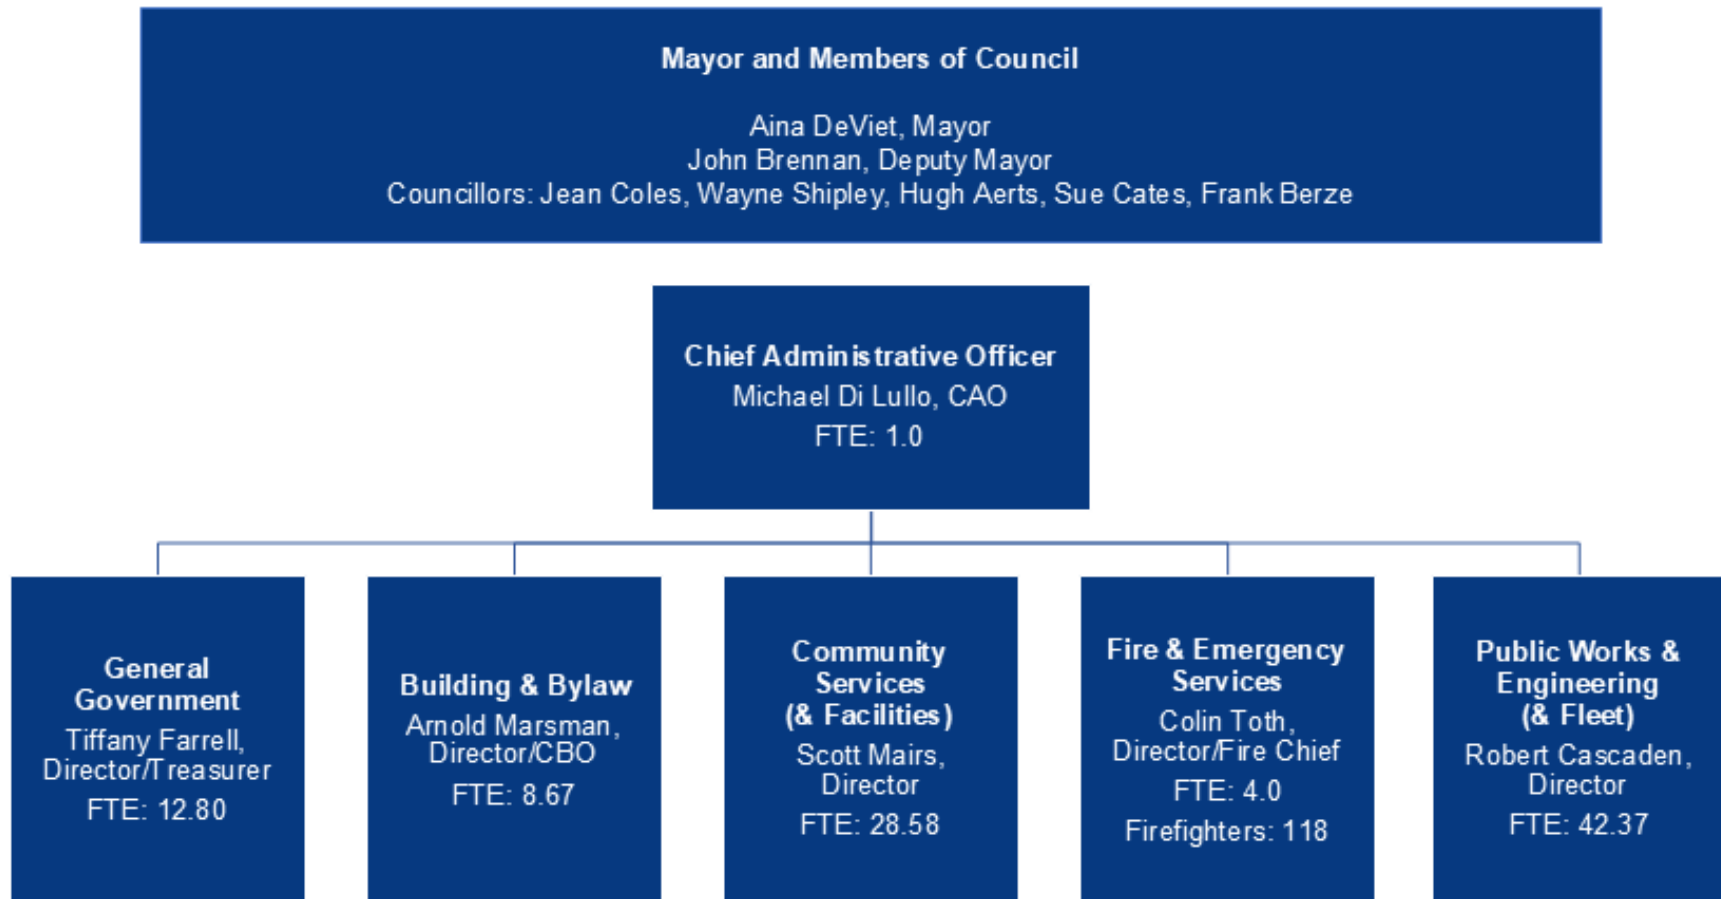 Mayor and Members of Council
Aina DeViet, Mayor
John Brennan, Deputy Mayor
Councillors: Jean Coles, Wayne Shipley, Hugh Aerts, Sue Cates, Frank Berze
Chief Administrative Officer
Michael Di Lullo, CAO
FTE: 1.0
General
Government
Tiffany Farrell,
Director/Treasurer
FTE: 12.80
Building & Bylaw
Arnold Marsman,
Director/CBO
FTE: 8.67
Community
Services
(& Facilities)
Scott Mairs,
Director
FTE: 28.58
Fire & Emergency
Services
Colin Toth,
Director/Fire Chief
FTE: 4.0
Firefighters: 118
Public Works &
Engineering
(& Fleet)
Robert Cascaden,
Director
FTE: 42.37